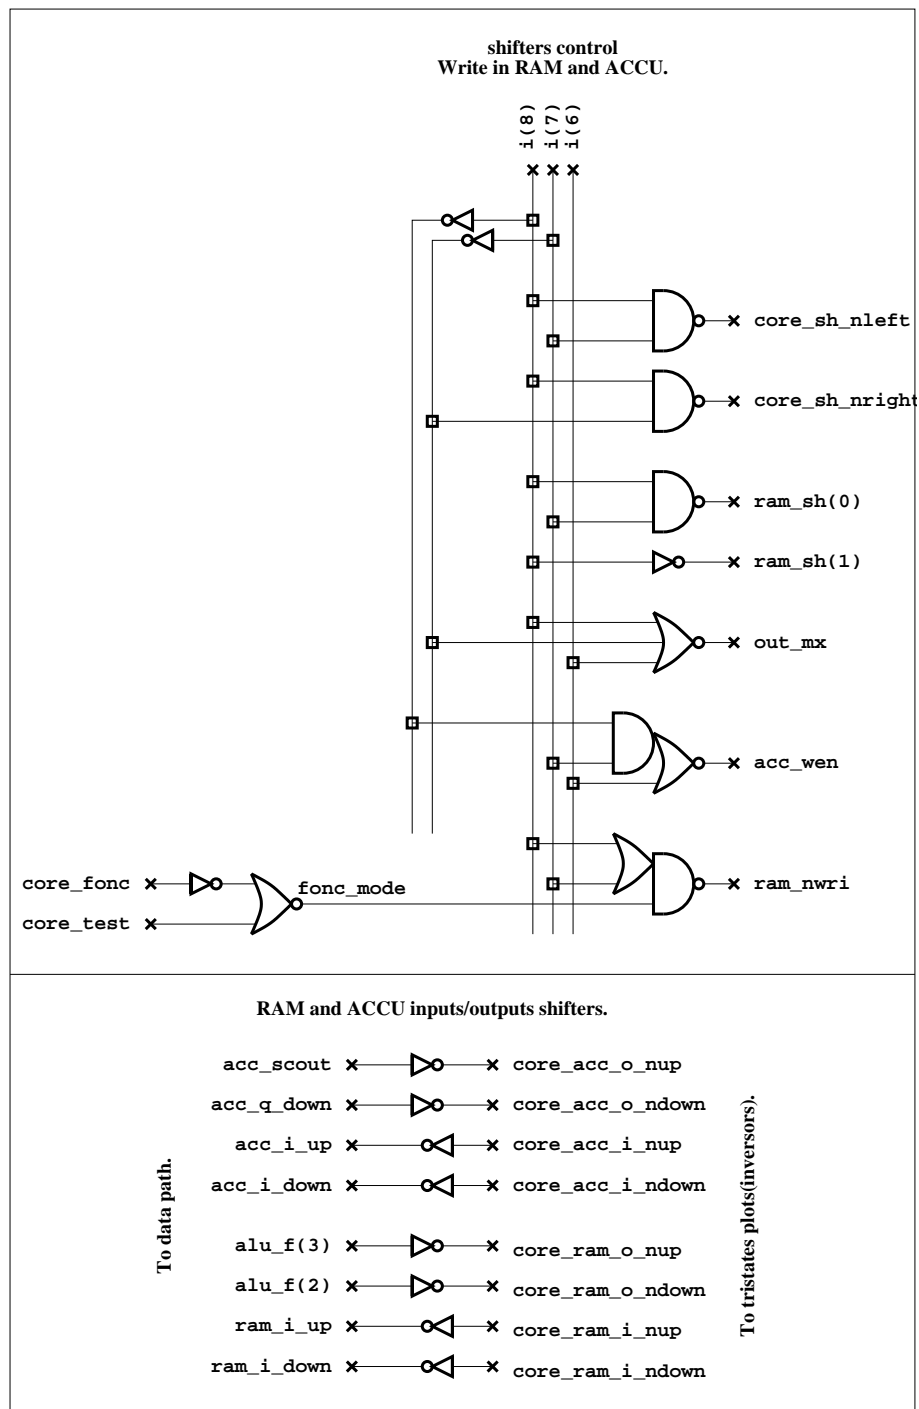 shifters control
Write in RAM and ACCU.
i(8)
i(7)
i(6)
core_sh_nleft
core_sh_nright
ram_sh(0)
ram_sh(1)
out_mx
acc_wen
ram_nwri
core_fonc
fonc_mode
core_test
RAM and ACCU inputs/outputs shifters.
acc_scout core_acc_o_nup
acc_q_down core_acc_o_ndown
acc_i_up core_acc_i_nup
acc_i_down core_acc_i_ndown
alu_f(3) core_ram_o_nup
alu_f(2) core_ram_o_ndown
ram_i_up core_ram_i_nup
ram_i_down core_ram_i_ndown
To data path.
To tristates plots(inversors).